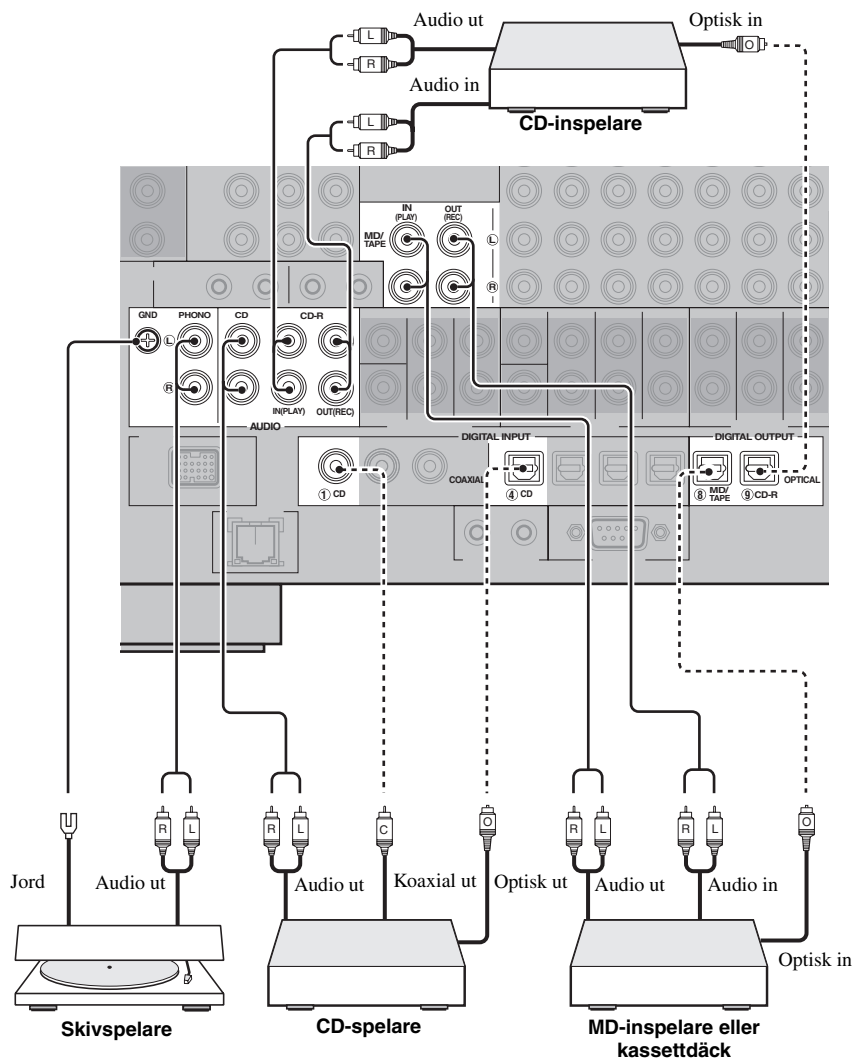 Audio ut
Optisk in
L
R
Audio in
L
R
O
CD-inspelare
IN
(PLAY)
OUT
(REC)
MD/
TAPE
L
R
GND
PHONO
CD
CD-R
L
R
IN(PLAY)
OUT(REC)
AUDIO
DIGITAL INPUT
DIGITAL OUTPUT
COAXIAL
OPTICAL
① CD
④ CD
⑧ MD/
TAPE
⑨ CD-R
R L
R L
C
O
R L
R L
O
Jord
Audio ut
Audio ut
Koaxial ut
Optisk ut
Audio ut
Audio in
Optisk in
Skivspelare
CD-spelare
MD-inspelare eller
kassettdäck